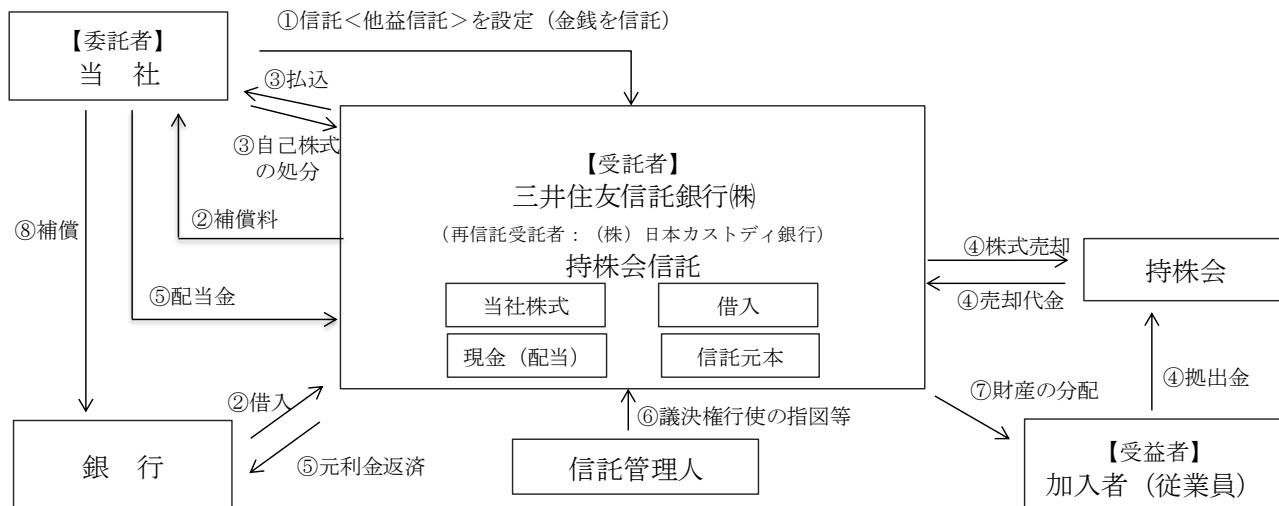 ①信託<他益信託>を設定（金銭を信託）
【委託者】
当　社
③払込
③自己株式
の処分
【受託者】
三井住友信託銀行㈱
（再信託受託者：（株）日本カストディ銀行）
持株会信託
②補償料
⑧補償
④株式売却
持株会
④売却代金
⑤配当金
当社株式
借入
現金（配当）
信託元本
④拠出金
⑦財産の分配
②借入
⑥議決権行使の指図等
銀　行
⑤元利金返済
信託管理人
【受益者】
加入者（従業員）